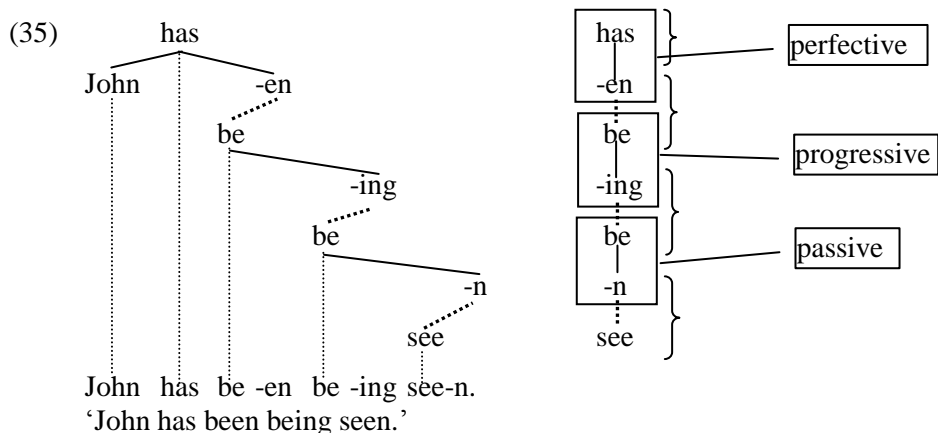 (35) has has
perfective
John -en -en
be be
progressive
-ing -ing
be be
passive
-n -n
see see
John has be -en be -ing see-n.
‘John has been being seen.’